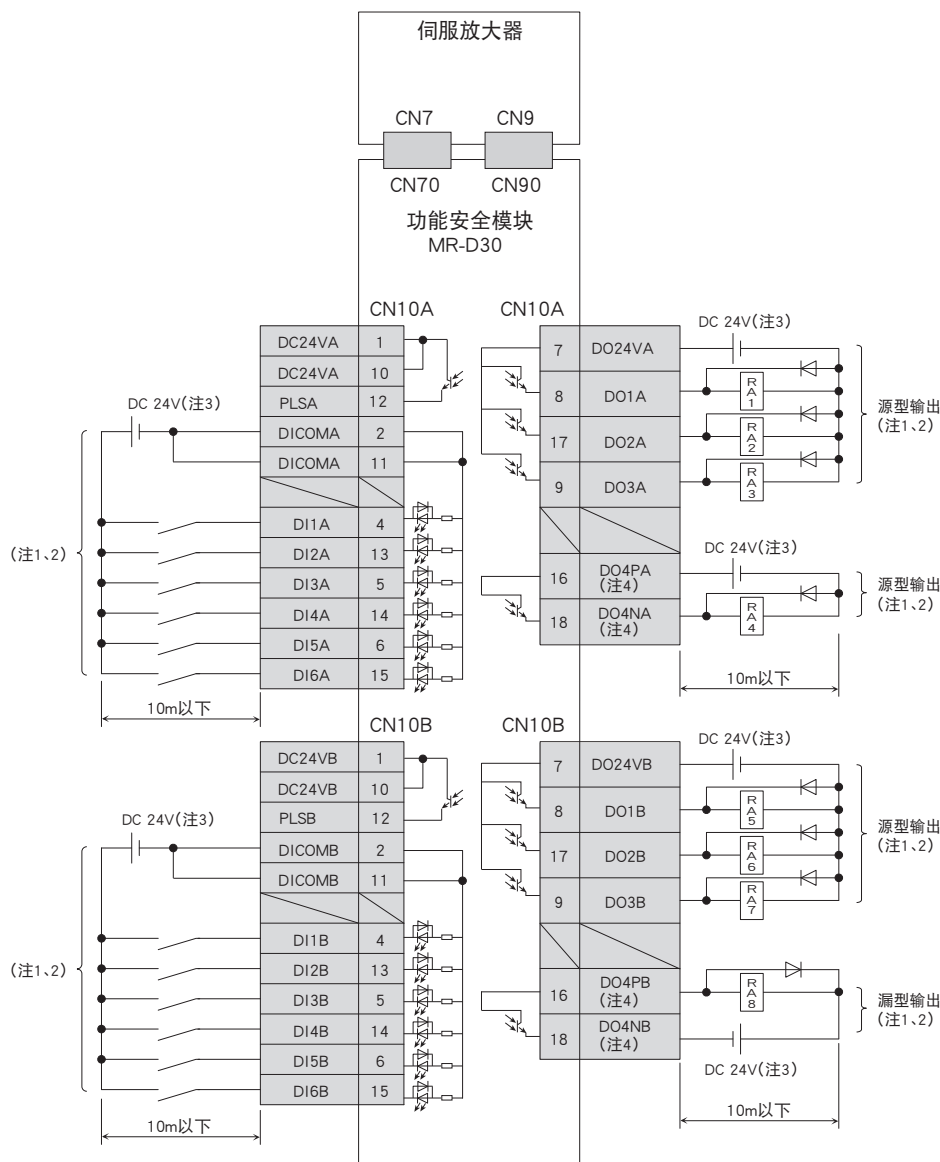 伺服放大器
CN7 CN9
CN70 CN90
功能安全模块
MR-D30
CN10A
DC24VA 1
DC24VA 10
PLSA 12
DICOMA 2
DICOMA 11
DI1A 4
DI2A 13
DI3A 5
DI4A 14
DI5A 6
DI6A 15
DC 24V(注3)
(注1、2)
10m以下
CN10A
7 DO24VA
8 DO1A
17 DO2A
9 DO3A
16 DO4PA
(注4)
18 DO4NA
(注4)
DC 24V(注3)
RA1
RA2
RA3
源型输出
(注1、2)
DC 24V(注3)
RA4
源型输出
(注1、2)
10m以下
CN10B
DC24VB 1
DC24VB 10
PLSB 12
DICOMB 2
DICOMB 11
DI1B 4
DI2B 13
DI3B 5
DI4B 14
DI5B 6
DI6B 15
DC 24V(注3)
(注1、2)
10m以下
CN10B
7 DO24VB
8 DO1B
17 DO2B
9 DO3B
16 DO4PB
(注4)
18 DO4NB
(注4)
DC 24V(注3)
RA5
RA6
RA7
源型输出
(注1、2)
RA8
漏型输出
(注1、2)
DC 24V(注3)
10m以下